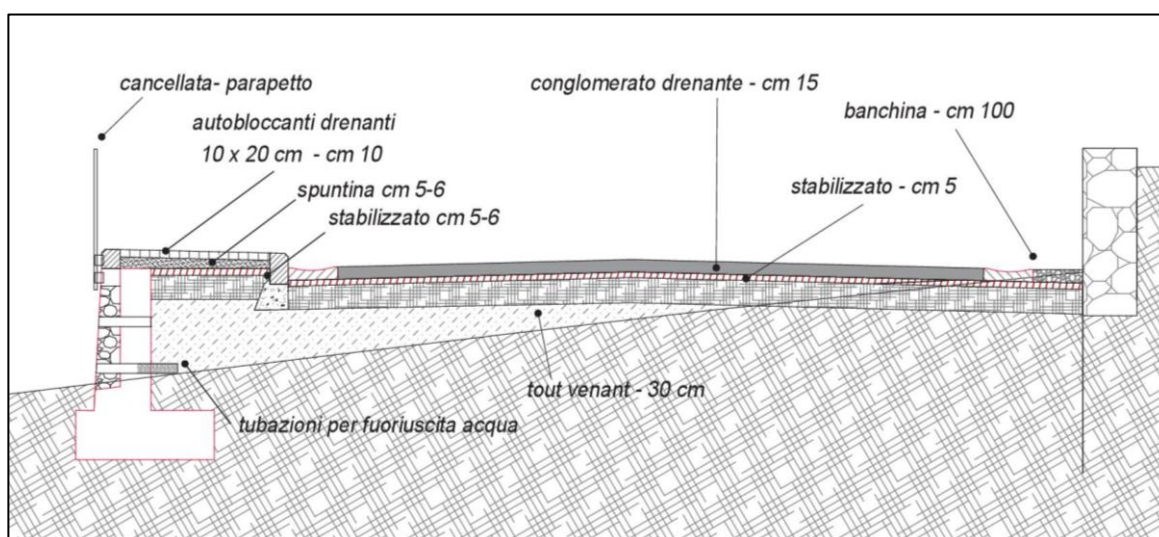 cancellata- parapetto
autobloccanti drenanti
10 x 20 cm - cm 10
spuntina cm 5-6
stabilizzato cm 5-6
conglomerato drenante - cm 15
banchina - cm 100
stabilizzato - cm 5
tout venant - 30 cm
tubazioni per fuoriuscita acqua